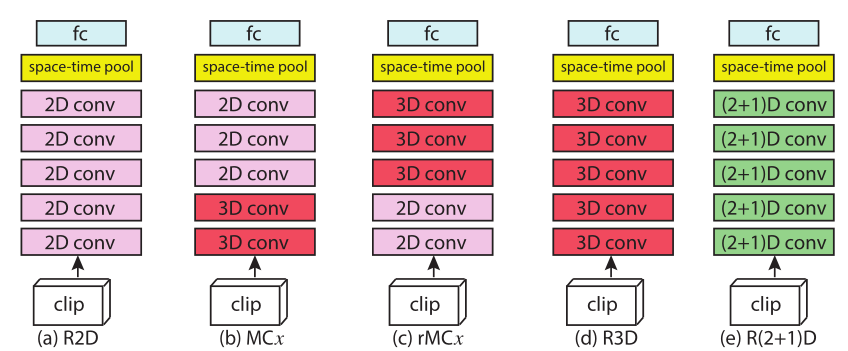 fc fc fc fc fc
space-time pool space-time pool space-time pool space-time pool space-time pool
2D conv 2D conv 3D conv 3D conv (2+1)D conv
2D conv 2D conv 3D conv 3D conv (2+1)D conv
2D conv 2D conv 3D conv 3D conv (2+1)D conv
2D conv 3D conv 2D conv 3D conv (2+1)D conv
2D conv 3D conv 2D conv 3D conv (2+1)D conv
clip clip clip clip clip
(a) R2D (b) MCx (c) rMCx (d) R3D (e) R(2+1)D